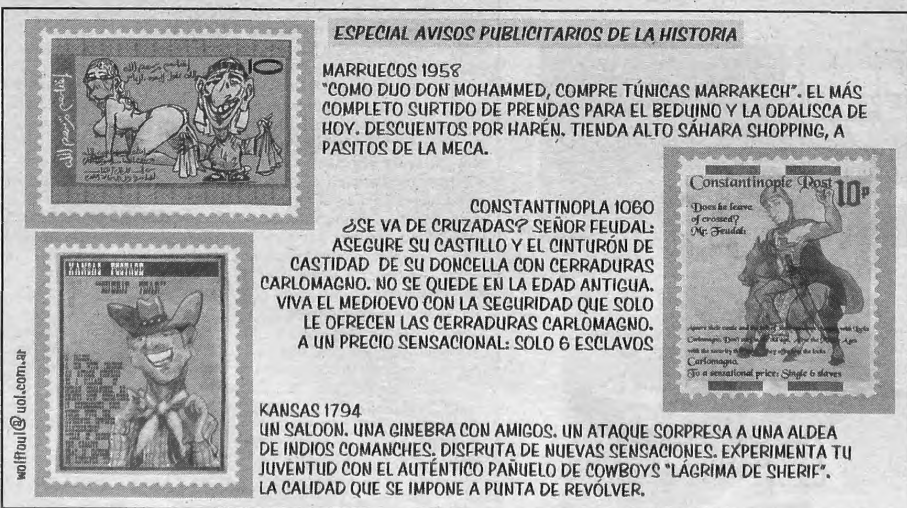 ESPECIAL AVISOS PUBLICITARIOS DE LA HISTORIA
MARRUECOS 1958
"COMO DIJO DON MOHAMMED, COMPRE TÚNICAS MARRAKECH". EL MÁS
COMPLETO SURTIDO DE PRENDAS PARA EL BEDUINO Y LA ODALISCA DE
HOY. DESCUENTOS POR HARÉN. TIENDA ALTO SÁHARA SHOPPING, A
PASITOS DE LA MECA.
10
CONSTANTINOPLA 1060
¿SE VA DE CRUZADAS? SEÑOR FEUDAL:
ASEGURE SU CASTILLO Y EL CINTURÓN DE
CASTIDAD DE SU DONCELLA CON CERRADURAS
CARLOMAGNO. NO SE QUEDE EN LA EDAD ANTIGUA.
VIVA EL MEDIOEVO CON LA SEGURIDAD QUE SOLO
LE OFRECEN LAS CERRADURAS CARLOMAGNO.
A UN PRECIO SENSACIONAL: SOLO 6 ESCLAVOS
Constantinople Post 10p
Does he leave
of crossed?
Mr. Feudal:
Carlomagno.
To a sensational price: Single 6 slaves
KANSAS POSTAGE
KANSAS 1794
UN SALOON. UNA GINEBRA CON AMIGOS. UN ATAQUE SORPRESA A UNA ALDEA
DE INDIOS COMANCHES. DISFRUTA DE NUEVAS SENSACIONES. EXPERIMENTA TU
JUVENTUD CON EL AUTÉNTICO PAÑUELO DE COWBOYS "LÁGRIMA DE SHERIF".
LA CALIDAD QUE SE IMPONE A PUNTA DE REVÓLVER.
wolffoui@uol.com.ar